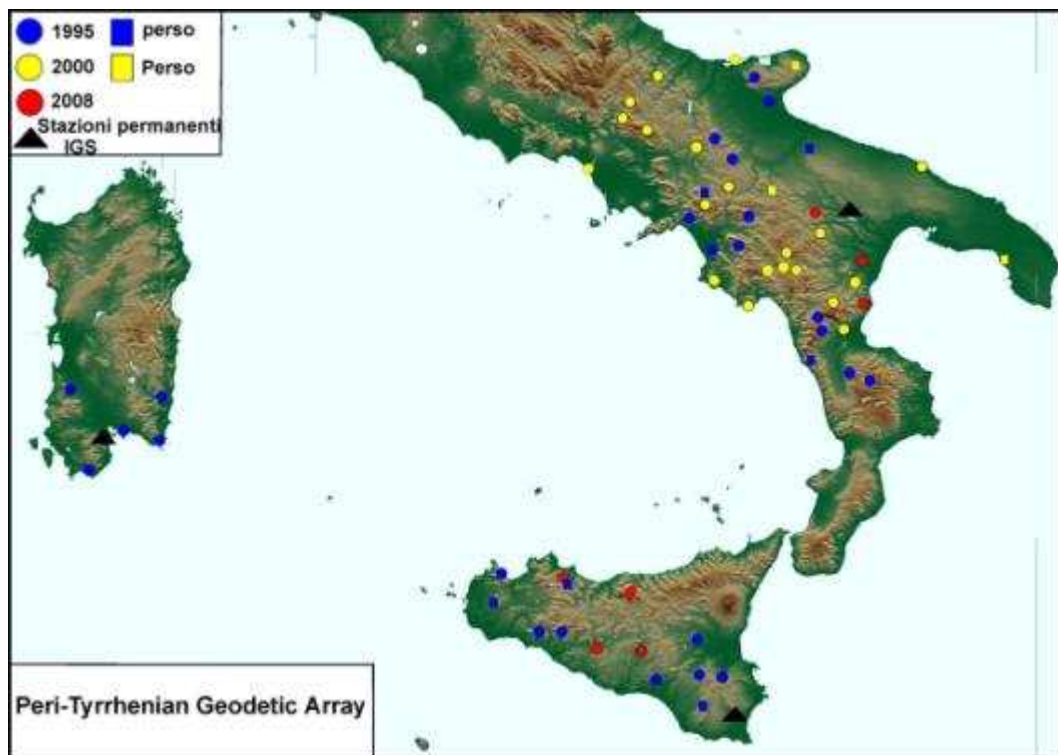 1995 perso
2000 Perso
2008
Stazioni permanenti
IGS
Peri-Tyrrhenian Geodetic Array